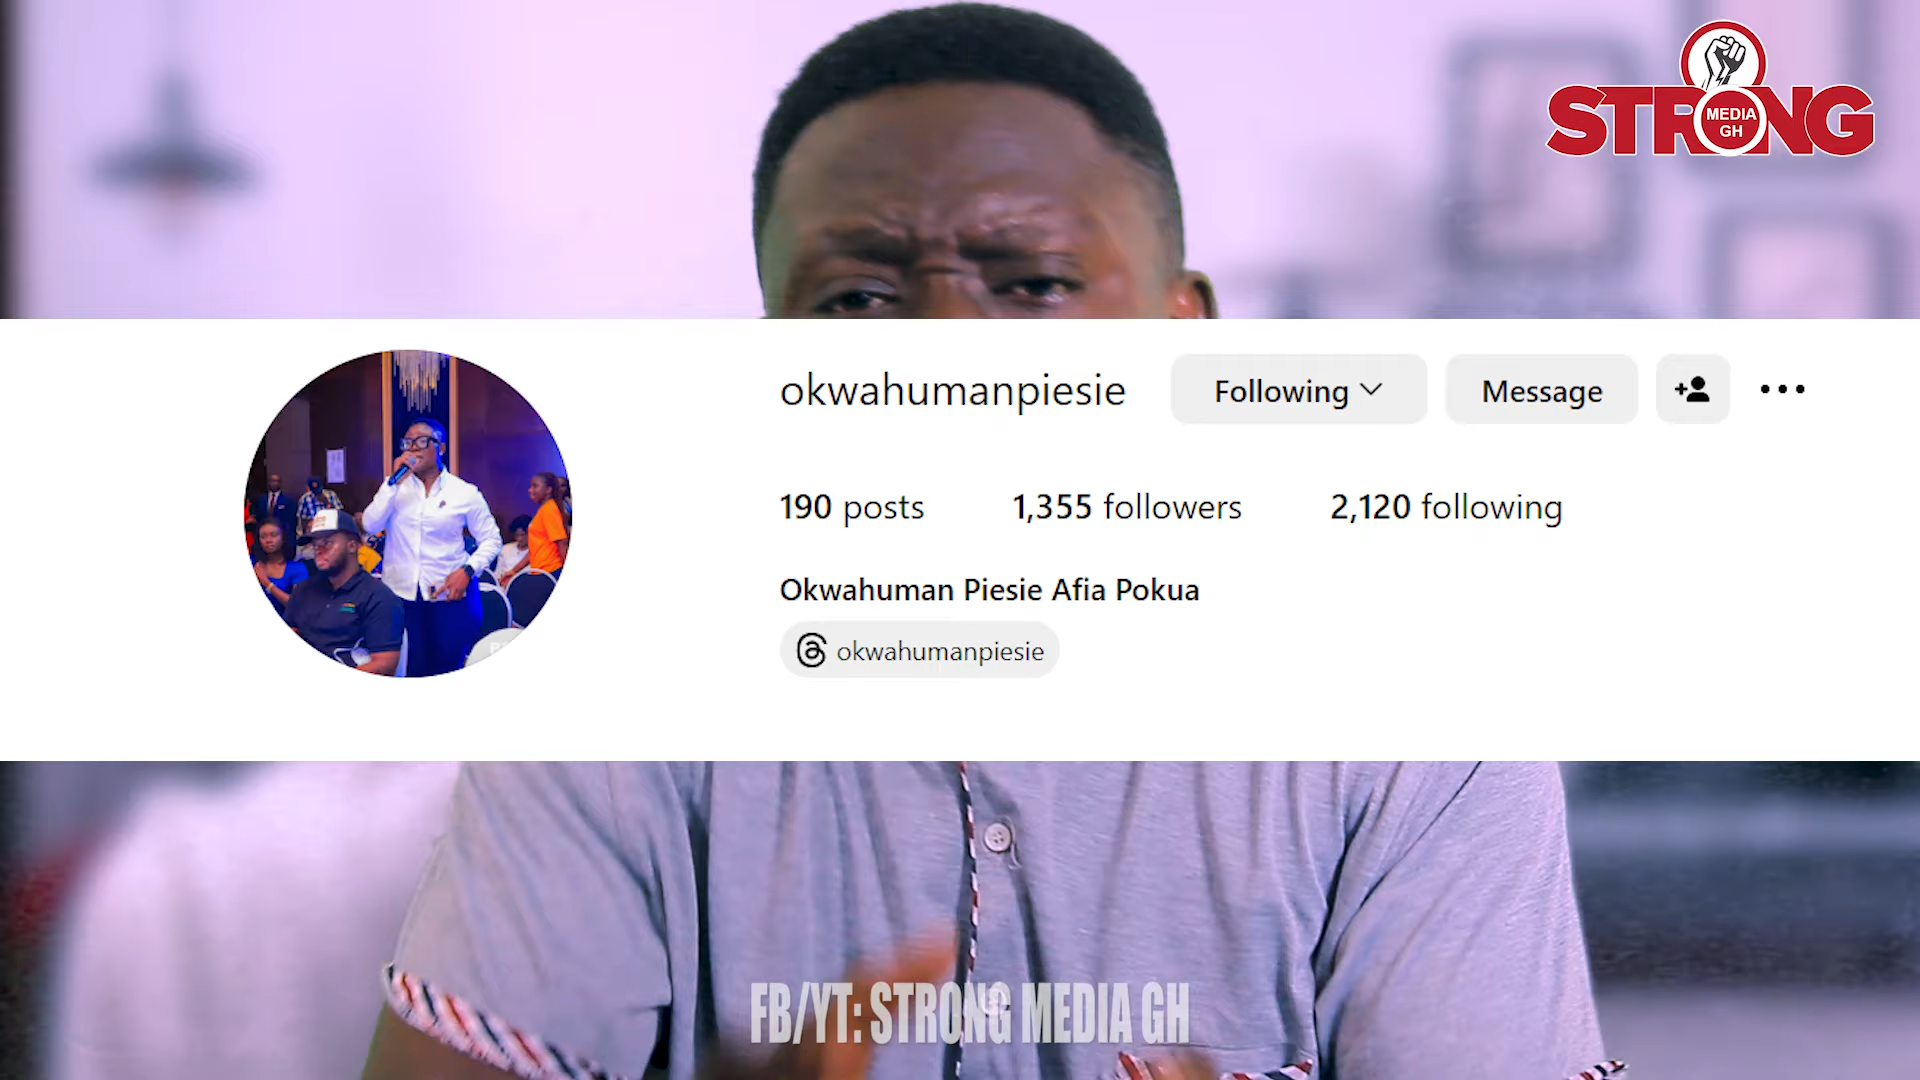 STRONG
MEDIA
GH
okwahumanpiesie
Following
Message
190 posts
1,355 followers
2,120 following
Okwahuman Piesie Afia Pokua
okwahumanpiesie
FB/YT: STRONG MEDIA GH